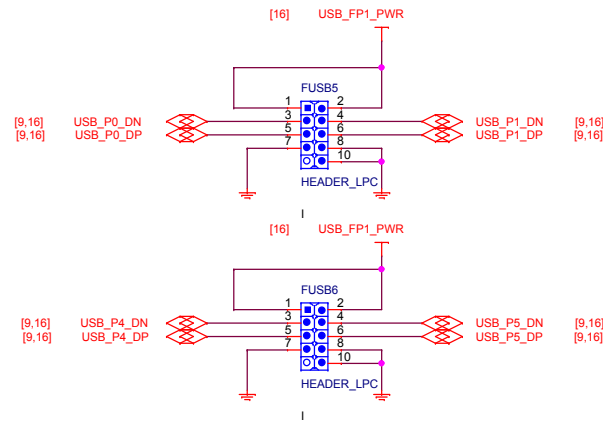 [16] USB_FP1_PWR
FUSB5
1 2
[9,16] USB_P0_DN 3 4 USB_P1_DN [9,16]
[9,16] USB_P0_DP 5 6 USB_P1_DP [9,16]
7 8
10
HEADER_LPC
I
[16] USB_FP1_PWR
FUSB6
1 2
[9,16] USB_P4_DN 3 4 USB_P5_DN [9,16]
[9,16] USB_P4_DP 5 6 USB_P5_DP [9,16]
7 8
10
HEADER_LPC
I